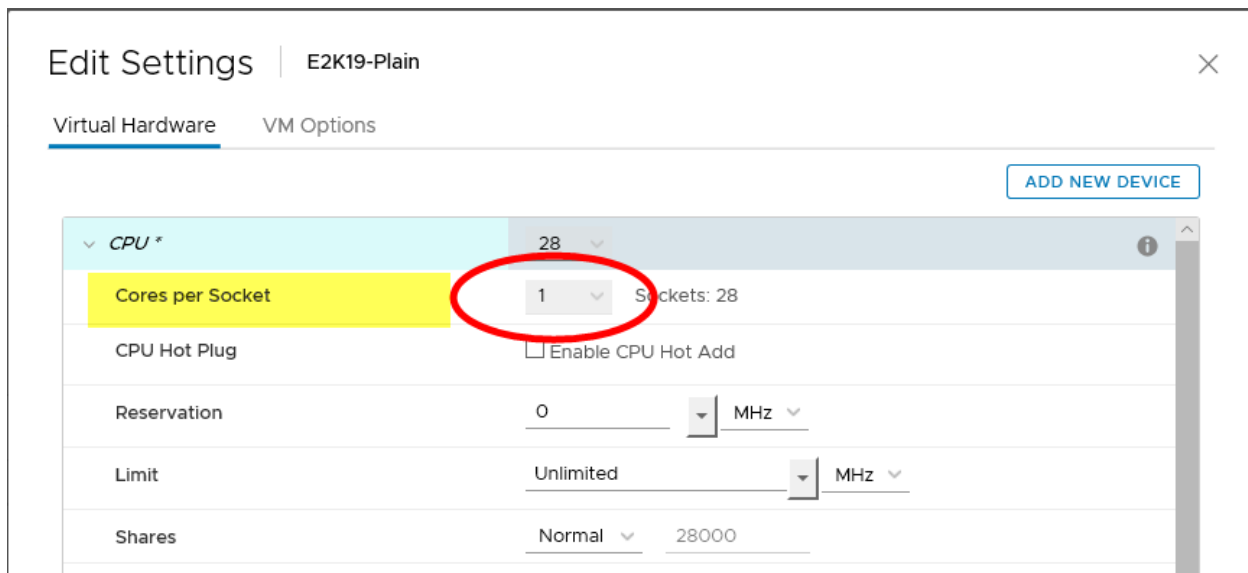 Edit Settings E2K19-Plain
Virtual Hardware VM Options
ADD NEW DEVICE
CPU * 28
Cores per Socket 1 Sockets: 28
CPU Hot Plug Enable CPU Hot Add
Reservation 0 MHz
Limit Unlimited MHz
Shares Normal 28000